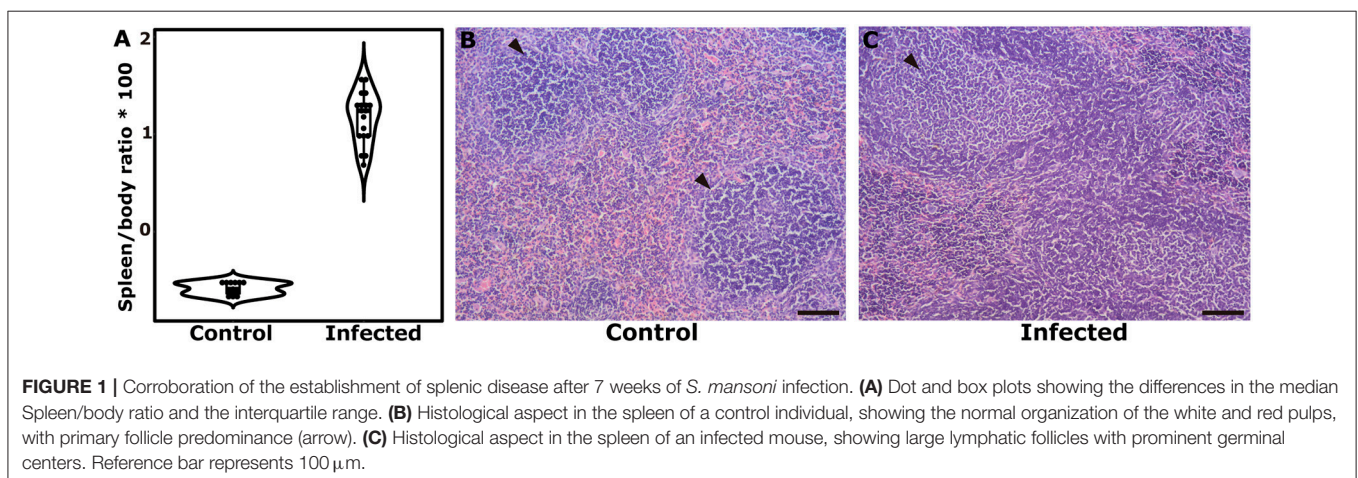 A
B
C
2
1
0
Spleen/body ratio * 100
Control
Infected
Control
Infected
FIGURE 1 | Corroboration of the establishment of splenic disease after 7 weeks of S. mansoni infection. (A) Dot and box plots showing the differences in the median
Spleen/body ratio and the interquartile range. (B) Histological aspect in the spleen of a control individual, showing the normal organization of the white and red pulps,
with primary follicle predominance (arrow). (C) Histological aspect in the spleen of an infected mouse, showing large lymphatic follicles with prominent germinal
centers. Reference bar represents 100 μm.